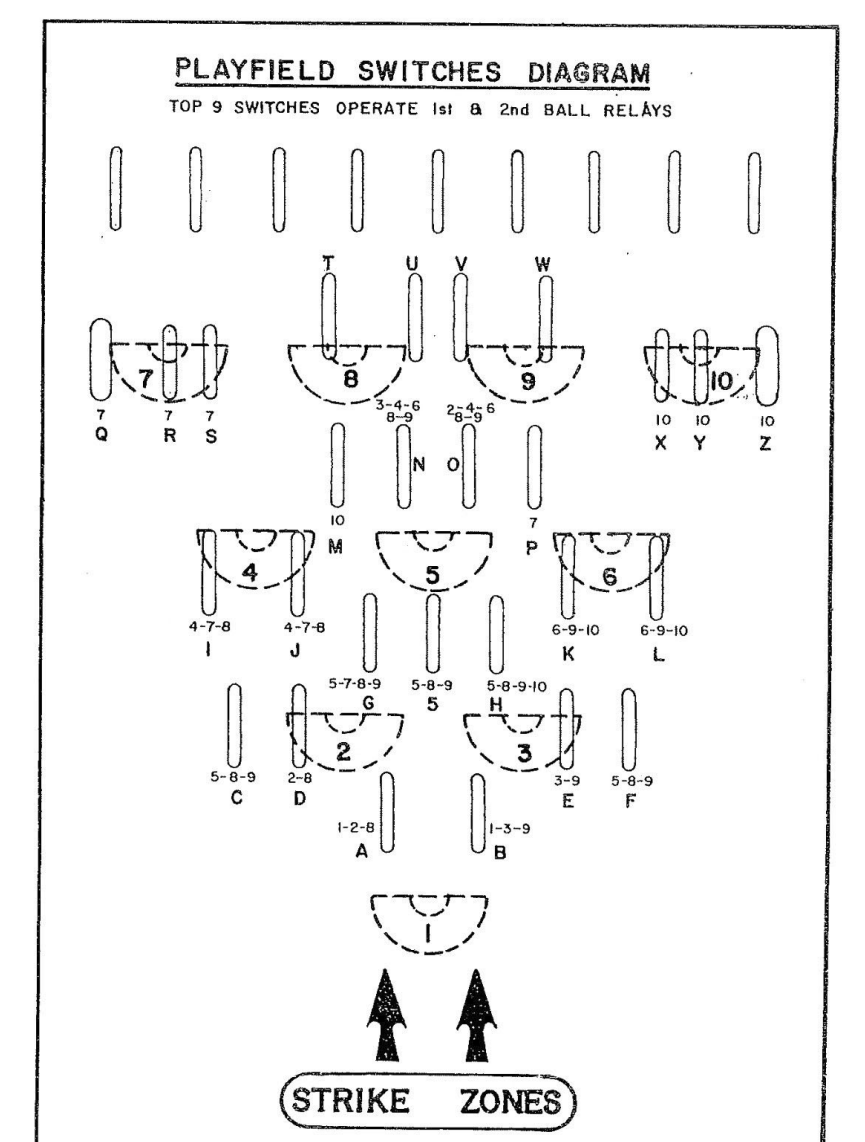 PLAYFIELD SWITCHES DIAGRAM
TOP 9 SWITCHES OPERATE 1st & 2nd BALL RELAYS
T U V W
7 8 9 10
7 7 7 3-4-6 2-4-6 10 10 10
8-9 8-9
Q R S X Y Z
N O
10 7
M P
4 5 6
4-7-8 4-7-8 6-9-10 6-9-10
I J K L
5-7-8-9 5-8-9 5-8-9-10
G 5 H
2 3
5-8-9 2-8 3-9 5-8-9
C D E F
1-2-8 1-3-9
A B
1
STRIKE ZONES